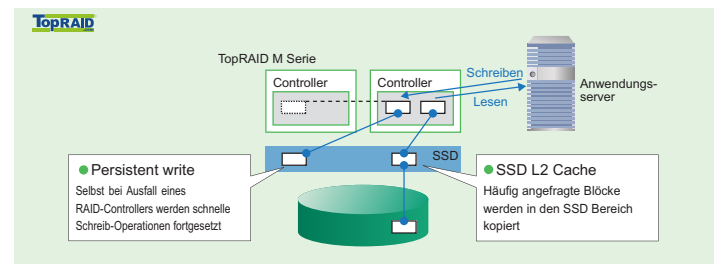 TopRAID
.com
TopRAID M Serie
Controller
Controller
Schreiben
Lesen
Anwendungs-
server
SSD
Persistent write
Selbst bei Ausfall eines
RAID-Controllers werden schnelle
Schreib-Operationen fortgesetzt
SSD L2 Cache
Häufig angefragte Blöcke
werden in den SSD Bereich
kopiert